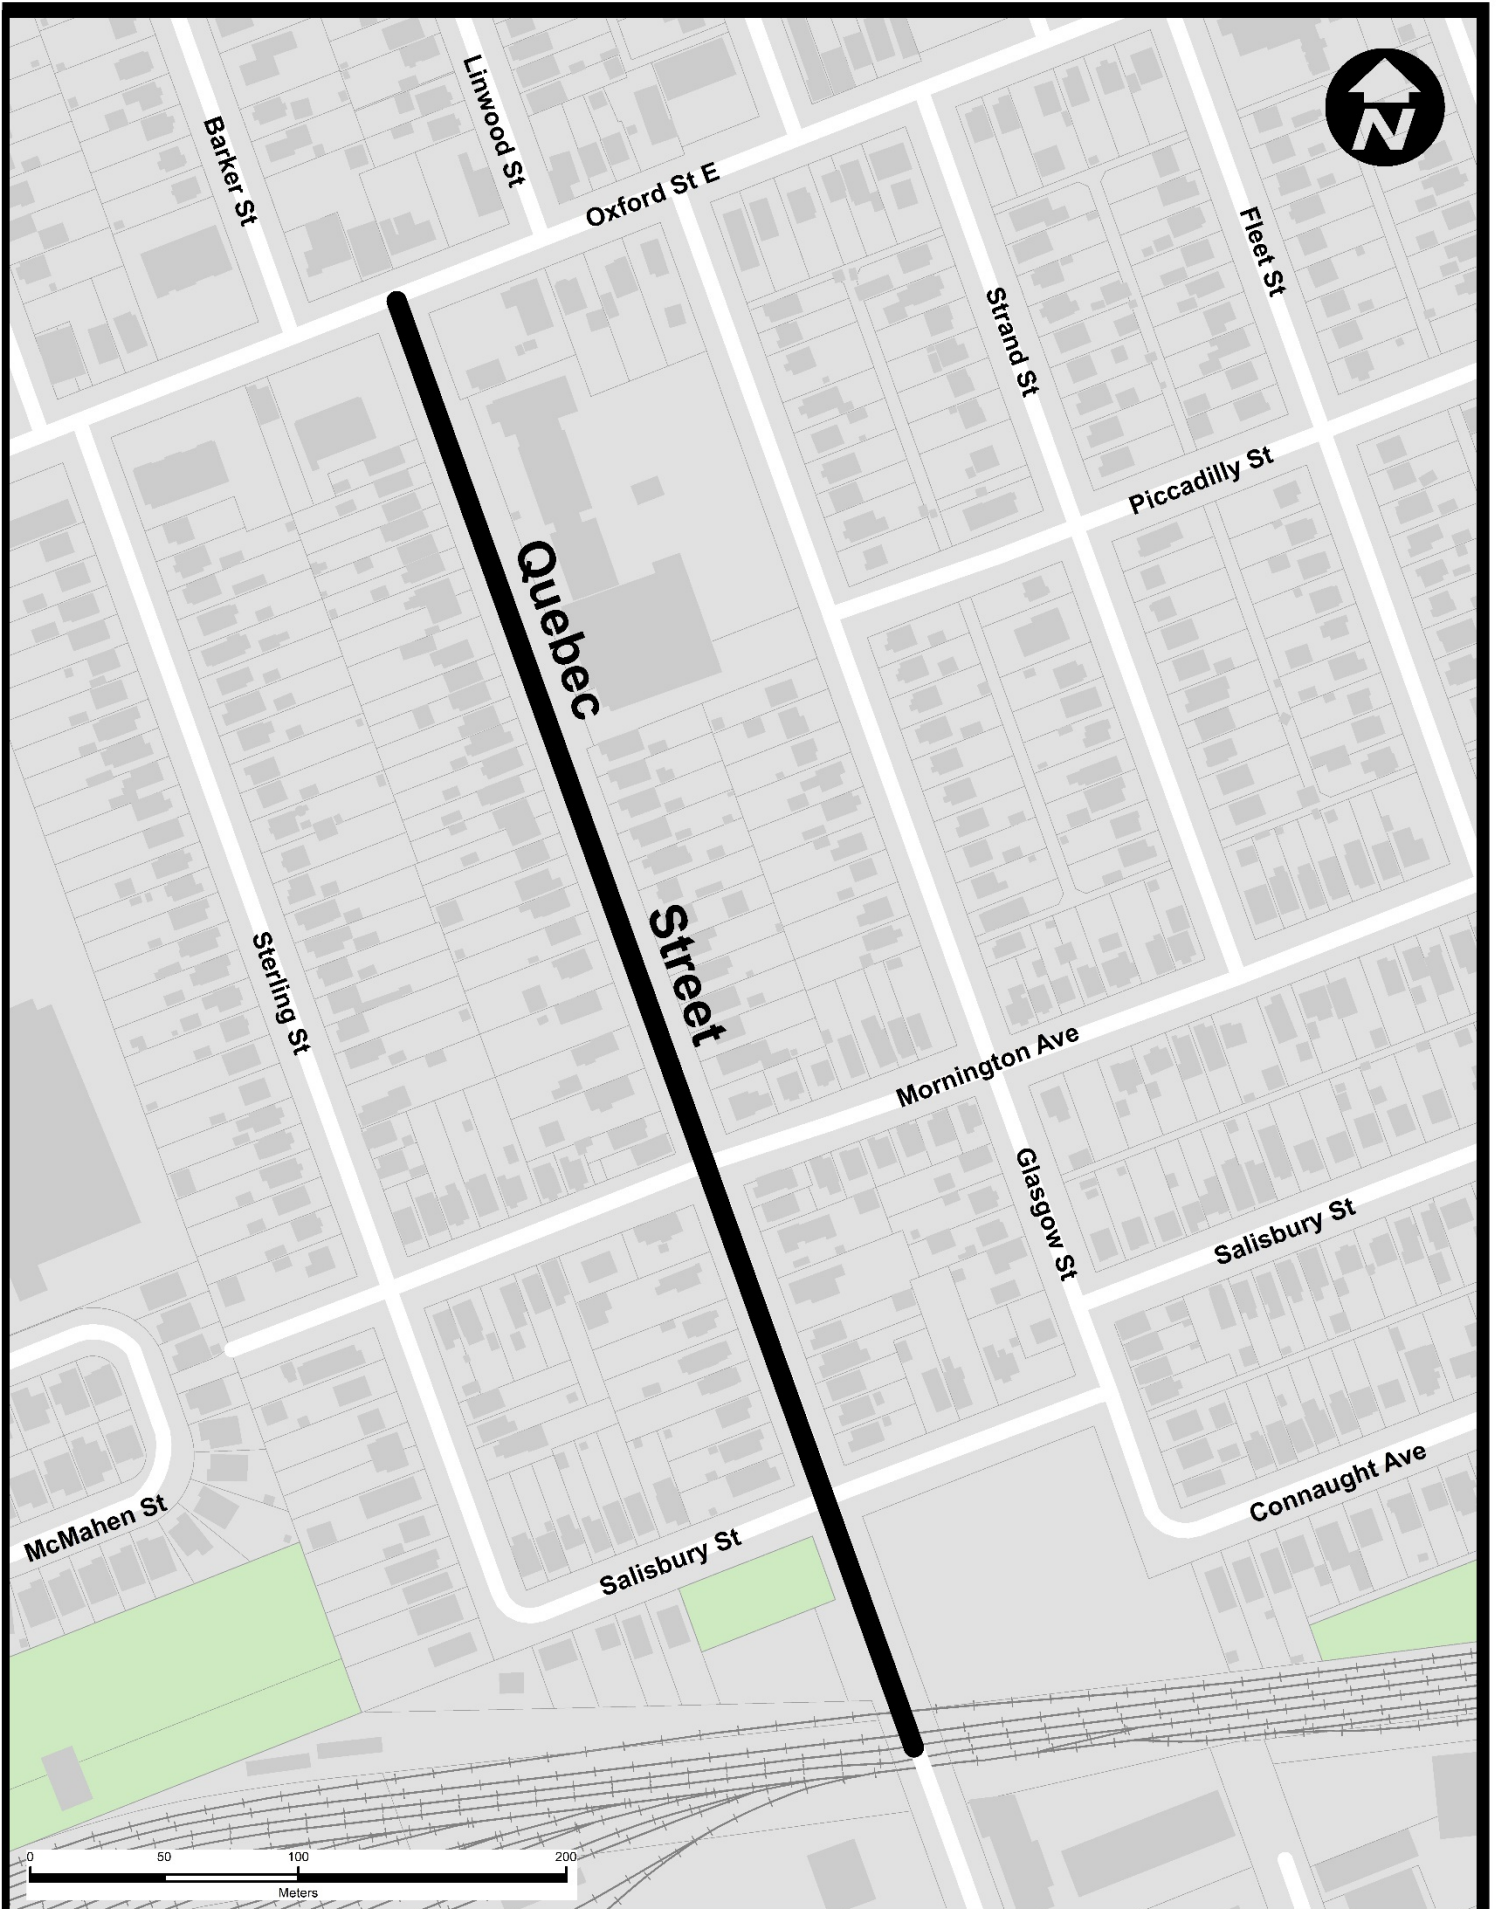 Linwood St
Barker St
N
Oxford St E
Fleet St
Strand St
Piccadilly St
Quebec
Street
Sterling St
Mornington Ave
Glasgow St
Salisbury St
Connaught Ave
McMahen St
Salisbury St
0 50 100 200
Meters